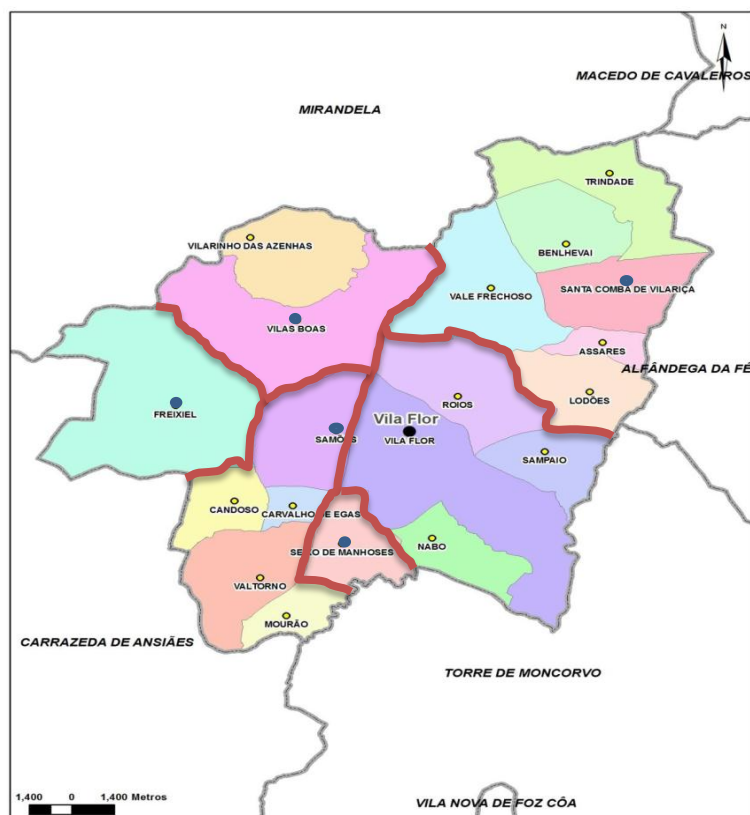 N
MACEDO DE CAVALEIROS
MIRANDELA
TRINDADE
VILARINHO DAS AZENHAS
BENLHEVAI
VALE FRECHOSO
SANTA COMBA DE VILARIÇA
VILAS BOAS
ASSARES
ALFÂNDEGA DA FÉ
FREIXIEL
ROIOS
LODÕES
Vila Flor
SAMÕES
VILA FLOR
SAMPAIO
CANDOSO
CARVALHO DE EGAS
NABO
SEIXO DE MANHOSES
VALTORNO
MOURÃO
CARRAZEDA DE ANSIÃES
TORRE DE MONCORVO
1,400 0 1,400 Metros
VILA NOVA DE FOZ CÔA